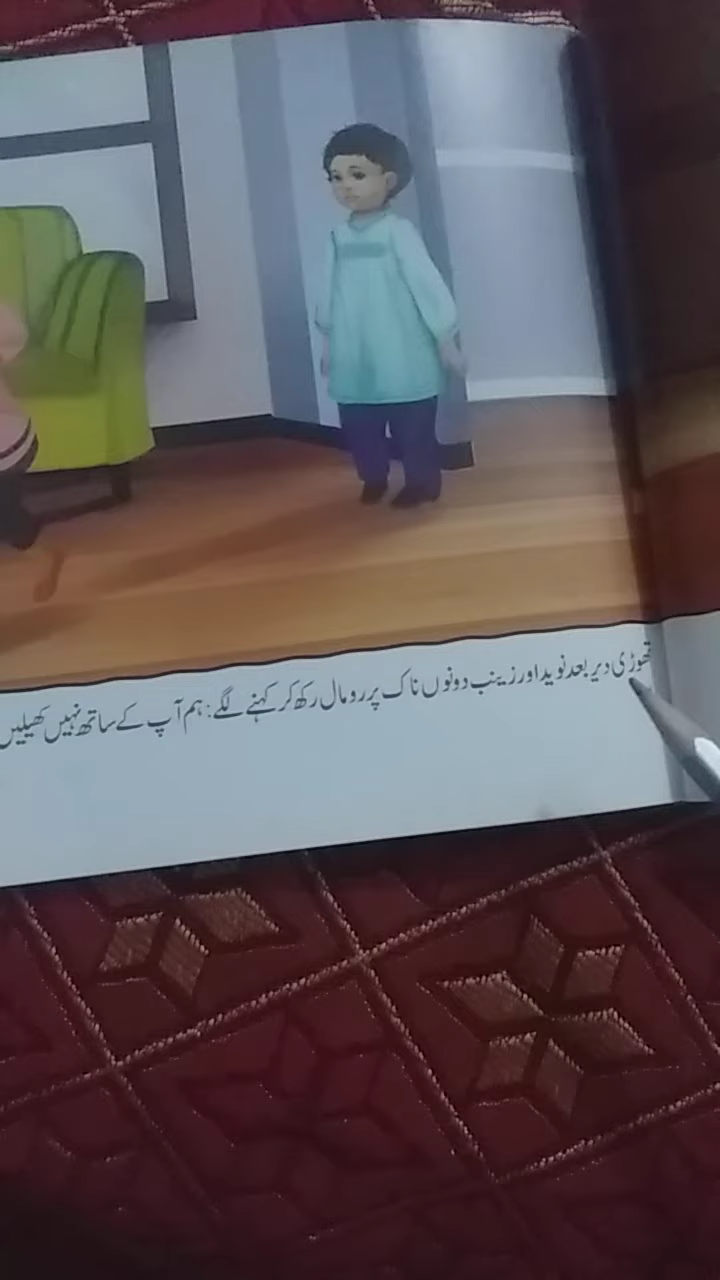 تھوڑی دیر بعد نوید اور زینب دونوں ناک پر رومال رکھ کر کہنے لگے: ہم آپ کے ساتھ نہیں کھیلیں